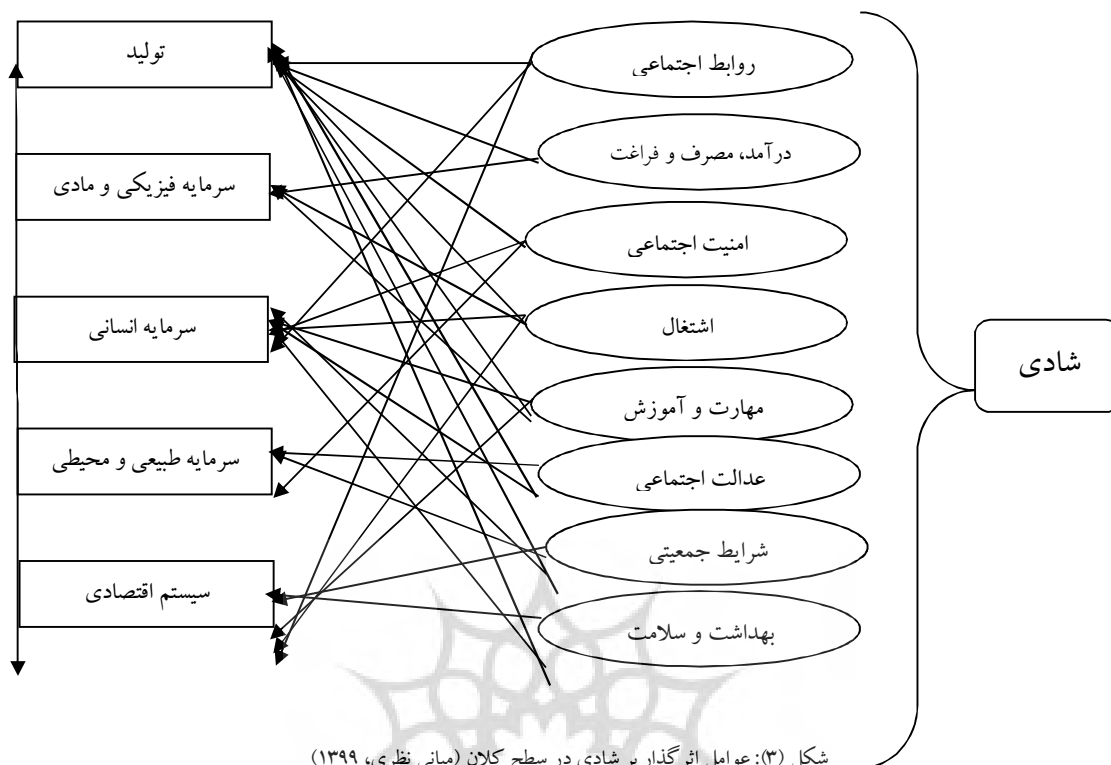 شادی
روابط اجتماعی
درآمد، مصرف و فراغت
امنیت اجتماعی
اشتغال
مهارت و آموزش
عدالت اجتماعی
شرایط جمعیتی
بهداشت و سلامت
تولید
سرمایه فیزیکی و مادی
سرمایه انسانی
سرمایه طبیعی و محیطی
سیستم اقتصادی
شکل (۳): عوامل اثرگذار بر شادی در سطح کلان (مبانی نظری، ۱۳۹۹)